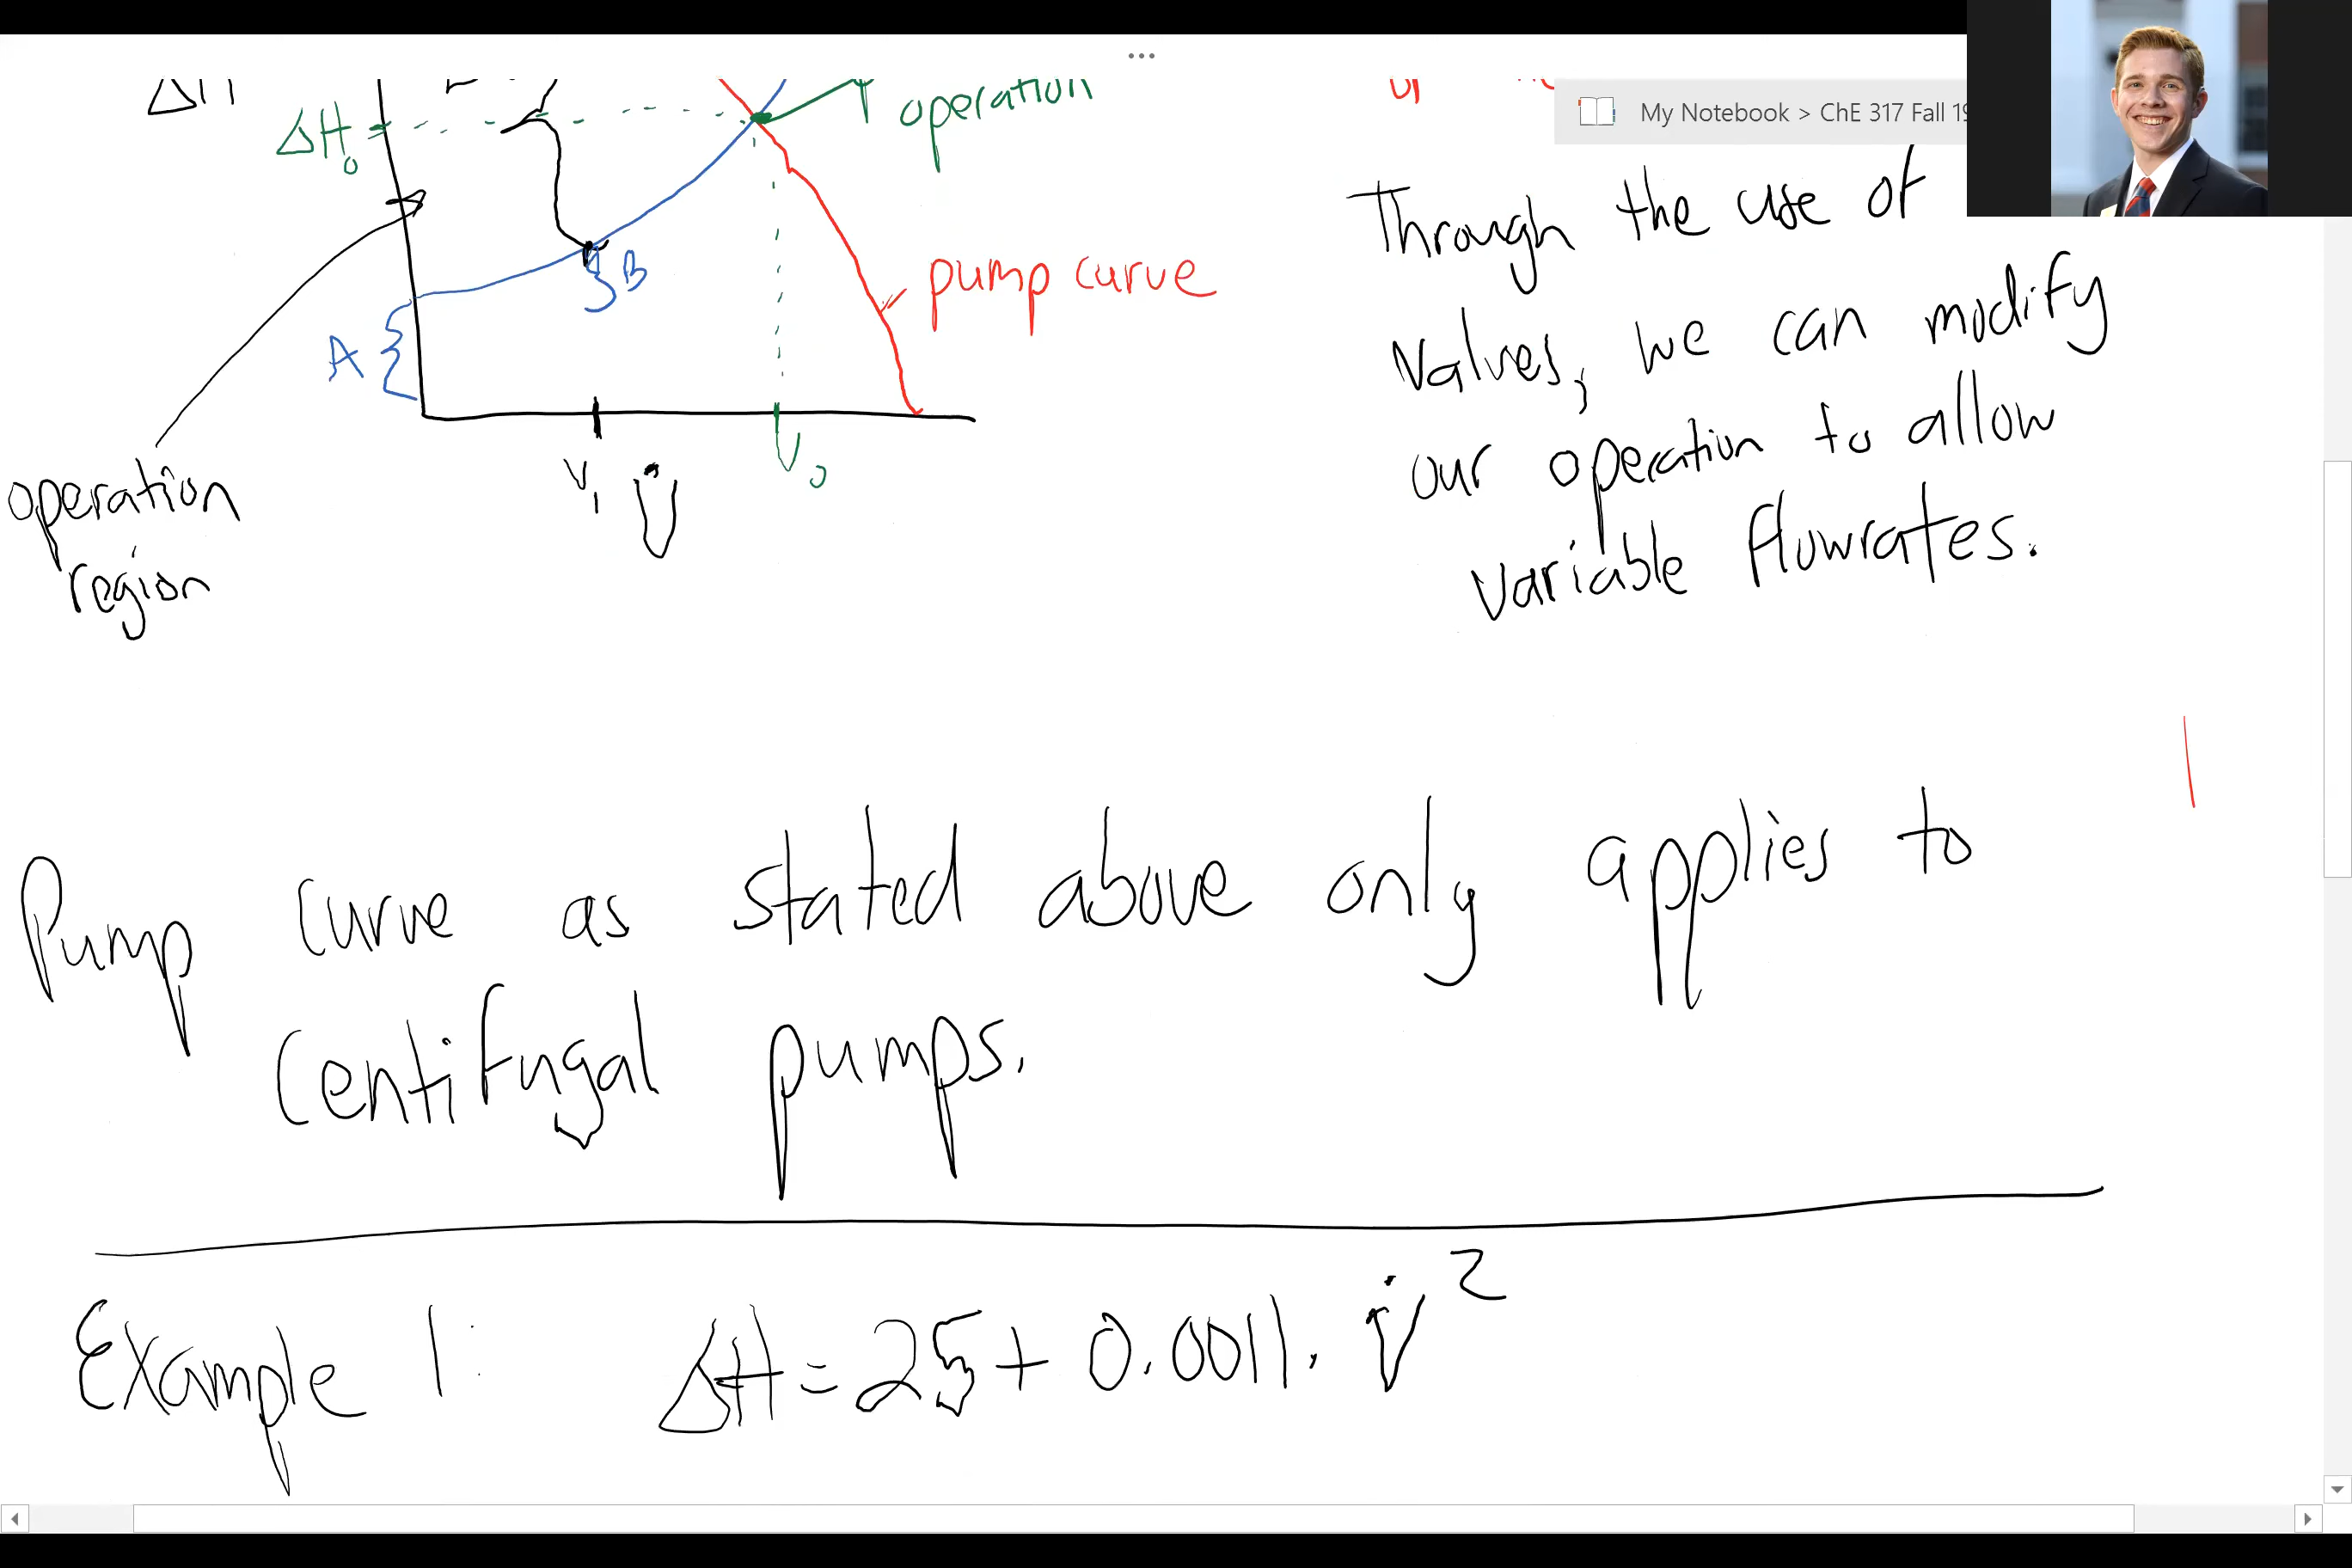 ΔH
operation
My Notebook > ChE 317 Fall 19
ΔH₀
Through the use of
Valves, we can modify
our operation to allow
variable flowrates.
B
pump curve
A
V₁
V̇
V₀
operation
region
Pump curve as stated above only applies to
Centifugal pumps.
Example 1: ΔH = 25 + 0.0011 · V̇²